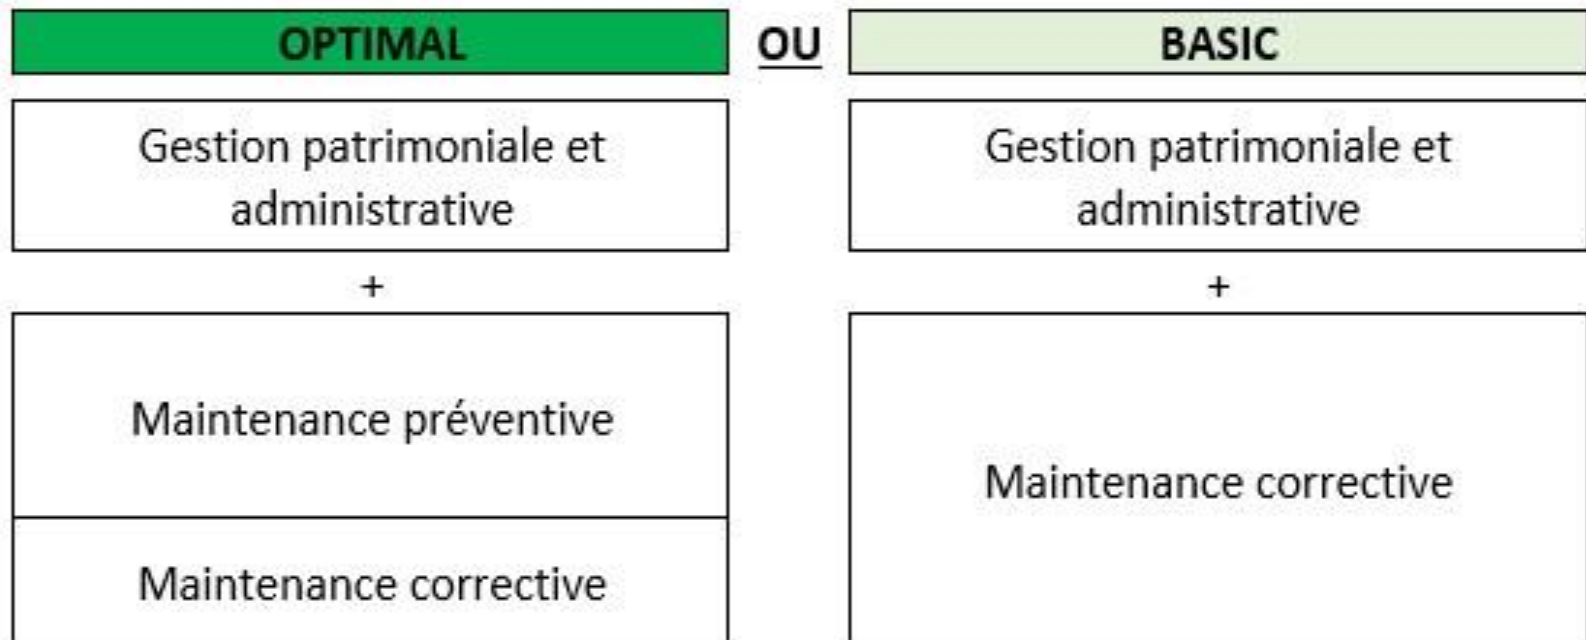 OPTIMAL
OU
BASIC
Gestion patrimoniale et
administrative
+
Maintenance préventive
Maintenance corrective
Gestion patrimoniale et
administrative
+
Maintenance corrective